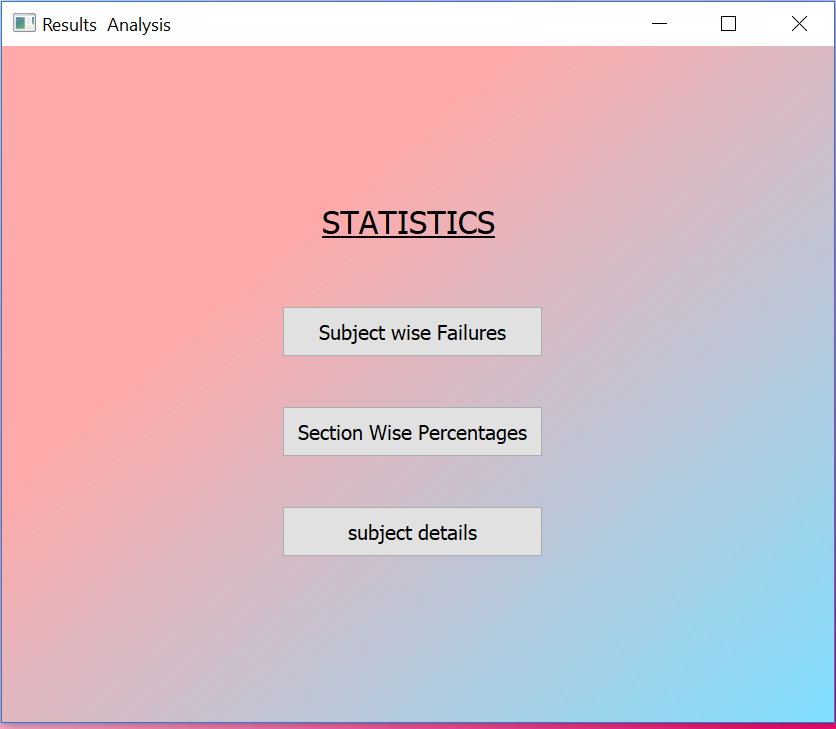 Results  Analysis
STATISTICS
Subject wise Failures
Section Wise Percentages
subject details